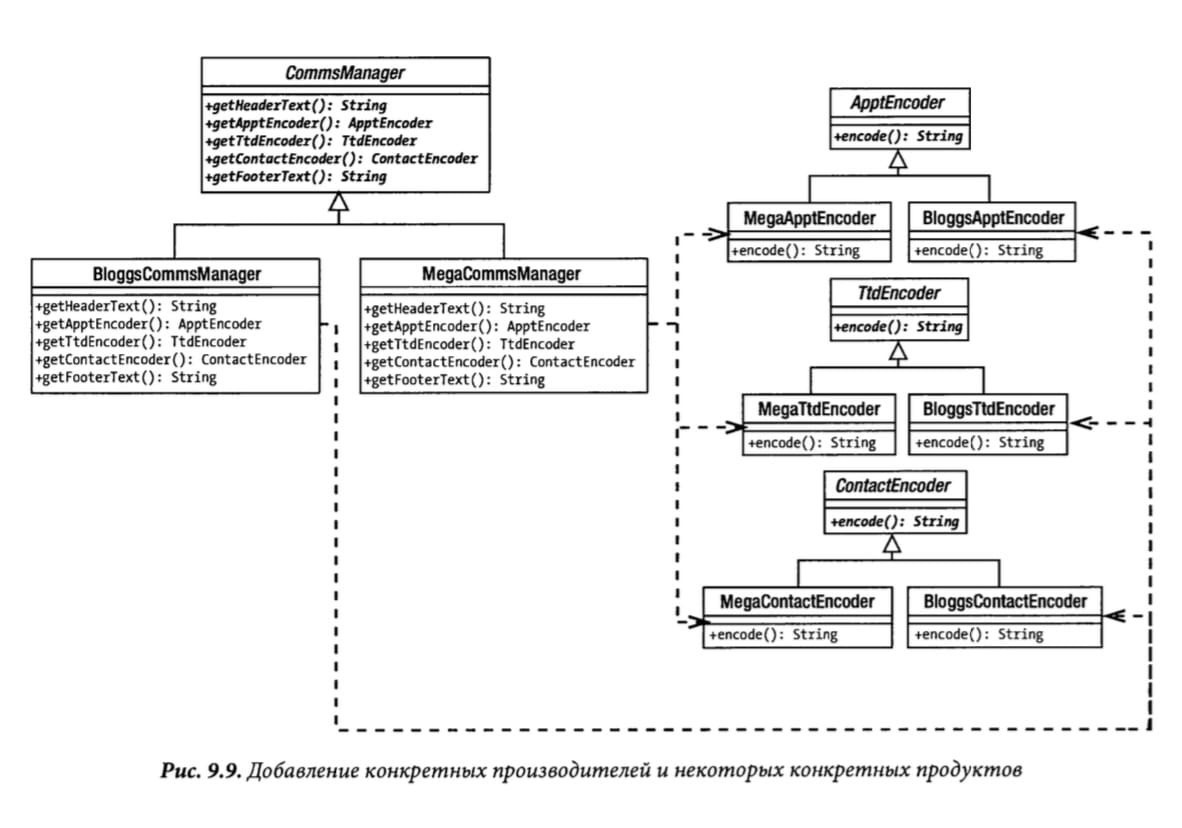 CommsManager
+getHeaderText(): String
+getApptEncoder(): ApptEncoder
+getTtdEncoder(): TtdEncoder
+getContactEncoder(): ContactEncoder
+getFooterText(): String
BloggsCommsManager
+getHeaderText(): String
+getApptEncoder(): ApptEncoder
+getTtdEncoder(): TtdEncoder
+getContactEncoder(): ContactEncoder
+getFooterText(): String
MegaCommsManager
+getHeaderText(): String
+getApptEncoder(): ApptEncoder
+getTtdEncoder(): TtdEncoder
+getContactEncoder(): ContactEncoder
+getFooterText(): String
ApptEncoder
+encode(): String
MegaApptEncoder
+encode(): String
BloggsApptEncoder
+encode(): String
TtdEncoder
+encode(): String
MegaTtdEncoder
+encode(): String
BloggsTtdEncoder
+encode(): String
ContactEncoder
+encode(): String
MegaContactEncoder
+encode(): String
BloggsContactEncoder
+encode(): String
Рис. 9.9. Добавление конкретных производителей и некоторых конкретных продуктов